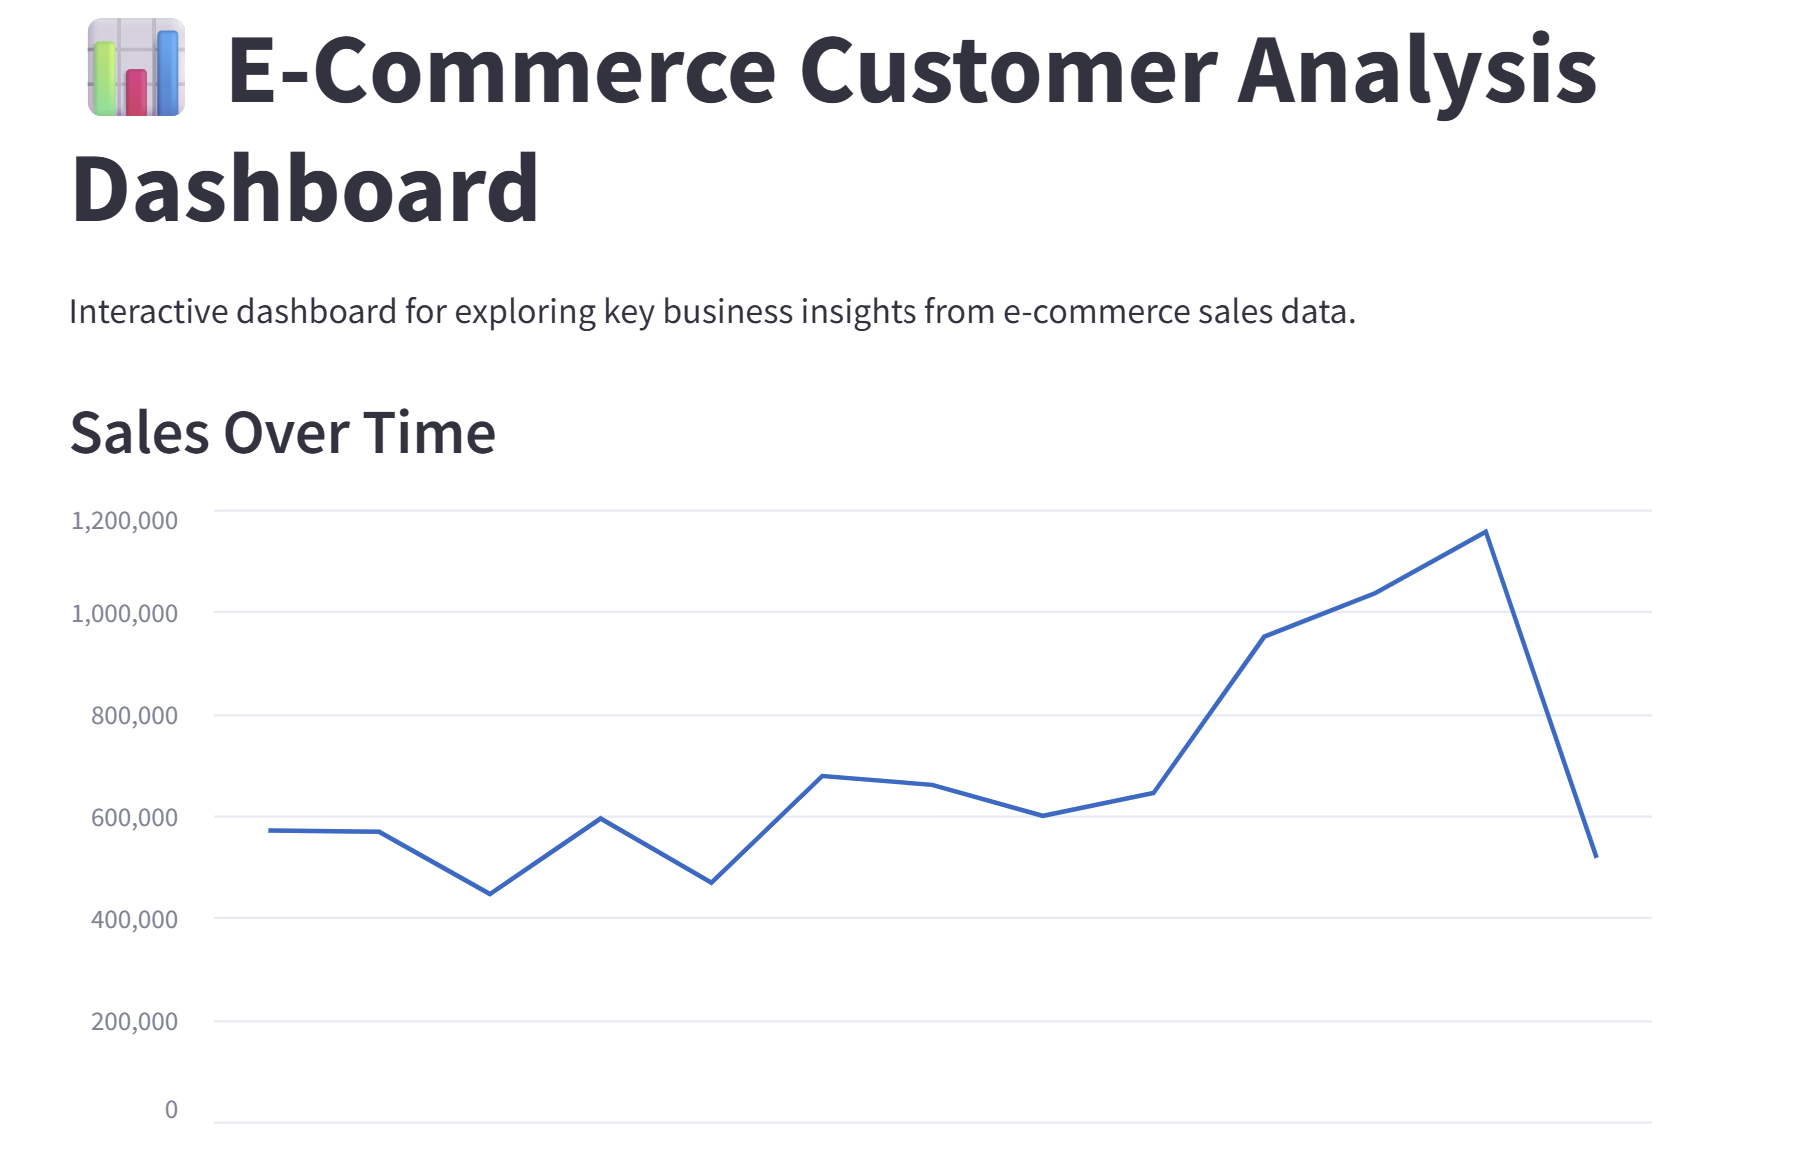 E-Commerce Customer Analysis
Dashboard
Interactive dashboard for exploring key business insights from e-commerce sales data.
Sales Over Time
1,200,000
1,000,000
800,000
600,000
400,000
200,000
0